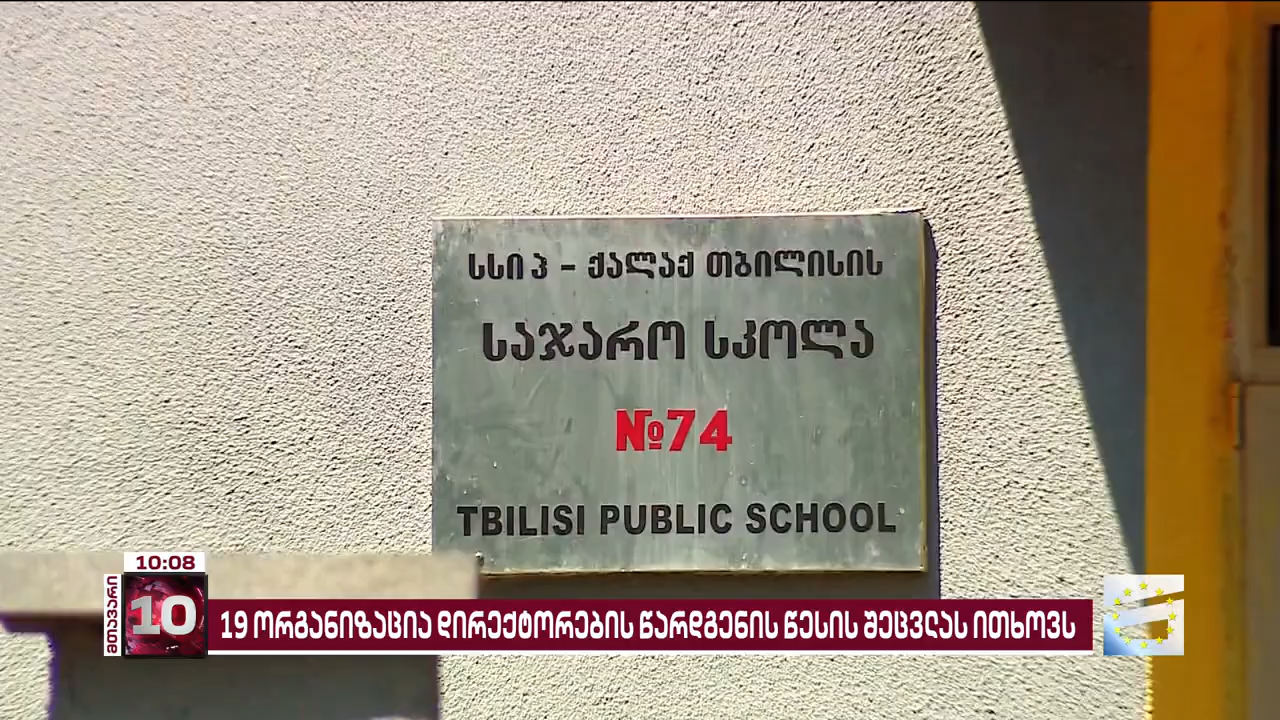 სსიპ – ქალაქ თბილისის
საჯარო სკოლა
№74
TBILISI PUBLIC SCHOOL
10:08
მთავარი
10
19 ორგანიზაცია დირექტორების წარდგენის წესის შეცვლას ითხოვს